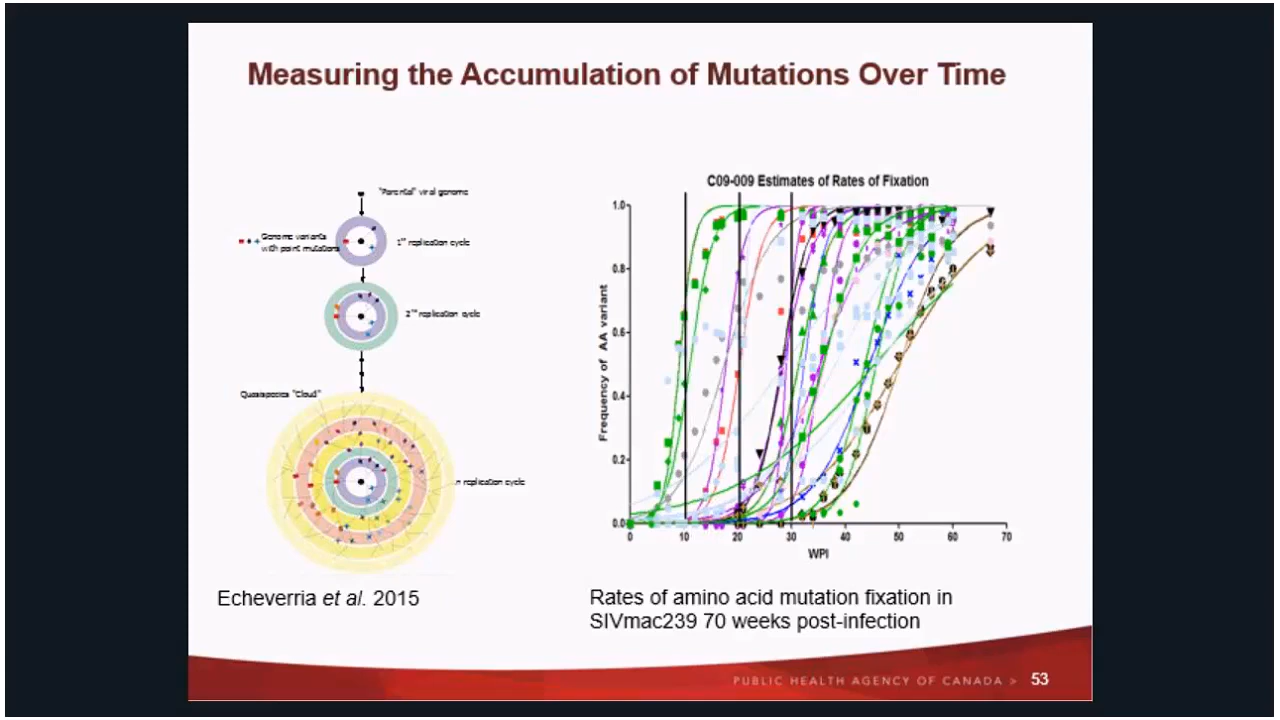 Measuring the Accumulation of Mutations Over Time
"Parental" viral genome
Genome variants
with point mutations
1st replication cycle
2nd replication cycle
Quasispecies "Cloud"
n replication cycle
Echeverria et al. 2015
C09-009 Estimates of Rates of Fixation
Frequency of AA variant
1.0
0.8
0.6
0.4
0.2
0.0
0 10 20 30 40 50 60 70
WPI
Rates of amino acid mutation fixation in
SIVmac239 70 weeks post-infection
PUBLIC HEALTH AGENCY OF CANADA > 53